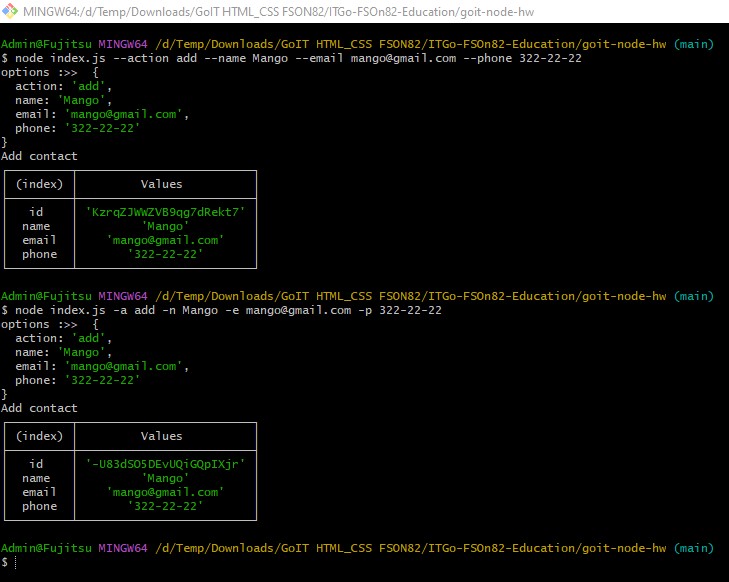 MINGW64:/d/Temp/Downloads/GoIT HTML_CSS FSON82/ITGo-FSOn82-Education/goit-node-hw
Admin@Fujitsu MINGW64 /d/Temp/Downloads/GoIT HTML_CSS FSON82/ITGo-FSOn82-Education/goit-node-hw (main)
$ node index.js --action add --name Mango --email mango@gmail.com --phone 322-22-22
options :>>  {
  action: 'add',
  name: 'Mango',
  email: 'mango@gmail.com',
  phone: '322-22-22'
}
Add contact
(index) Values
id 'KzrqZJWWZVB9qg7dRekt7'
name 'Mango'
email 'mango@gmail.com'
phone '322-22-22'
Admin@Fujitsu MINGW64 /d/Temp/Downloads/GoIT HTML_CSS FSON82/ITGo-FSOn82-Education/goit-node-hw (main)
$ node index.js -a add -n Mango -e mango@gmail.com -p 322-22-22
options :>>  {
  action: 'add',
  name: 'Mango',
  email: 'mango@gmail.com',
  phone: '322-22-22'
}
Add contact
(index) Values
id '-U83dSO5DEvUQiGQpIXjr'
name 'Mango'
email 'mango@gmail.com'
phone '322-22-22'
Admin@Fujitsu MINGW64 /d/Temp/Downloads/GoIT HTML_CSS FSON82/ITGo-FSOn82-Education/goit-node-hw (main)
$